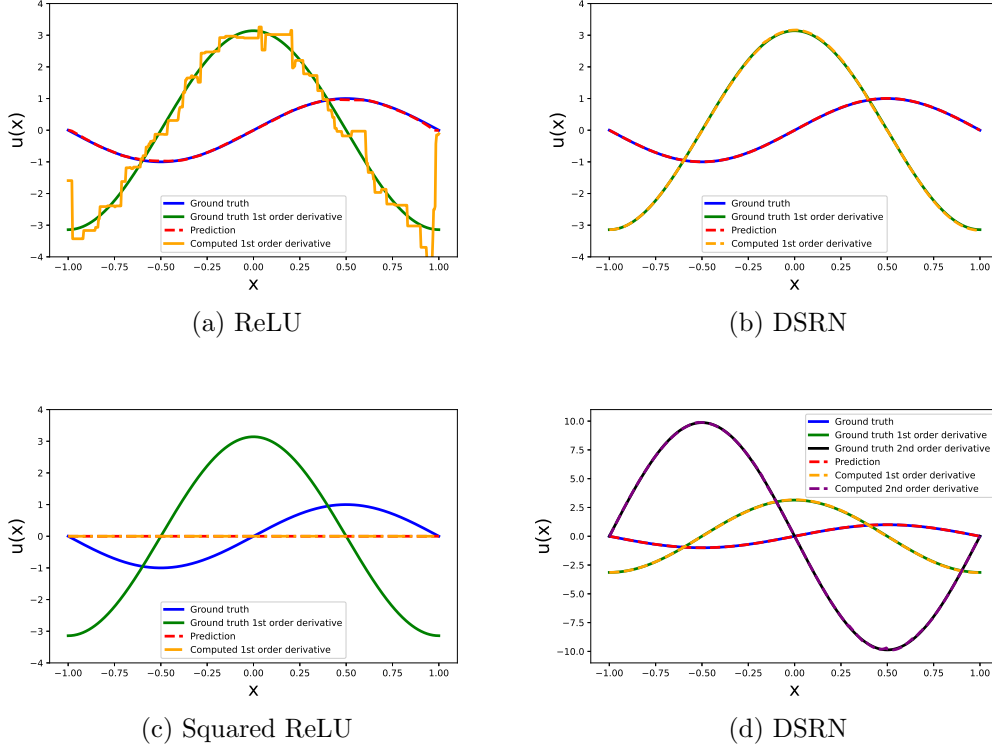 4
3
2
1
0
−1
−2
−3
−4
u(x)
Ground truth
Ground truth 1st order derivative
Prediction
Computed 1st order derivative
−1.00 −0.75 −0.50 −0.25 0.00 0.25 0.50 0.75 1.00
x
(a) ReLU
4
3
2
1
0
−1
−2
−3
−4
u(x)
Ground truth
Ground truth 1st order derivative
Prediction
Computed 1st order derivative
−1.00 −0.75 −0.50 −0.25 0.00 0.25 0.50 0.75 1.00
x
(b) DSRN
4
3
2
1
0
−1
−2
−3
−4
u(x)
Ground truth
Ground truth 1st order derivative
Prediction
Computed 1st order derivative
−1.00 −0.75 −0.50 −0.25 0.00 0.25 0.50 0.75 1.00
x
(c) Squared ReLU
10.0
7.5
5.0
2.5
0.0
−2.5
−5.0
−7.5
−10.0
u(x)
Ground truth
Ground truth 1st order derivative
Ground truth 2nd order derivative
Prediction
Computed 1st order derivative
Computed 2nd order derivative
−1.00 −0.75 −0.50 −0.25 0.00 0.25 0.50 0.75 1.00
x
(d) DSRN